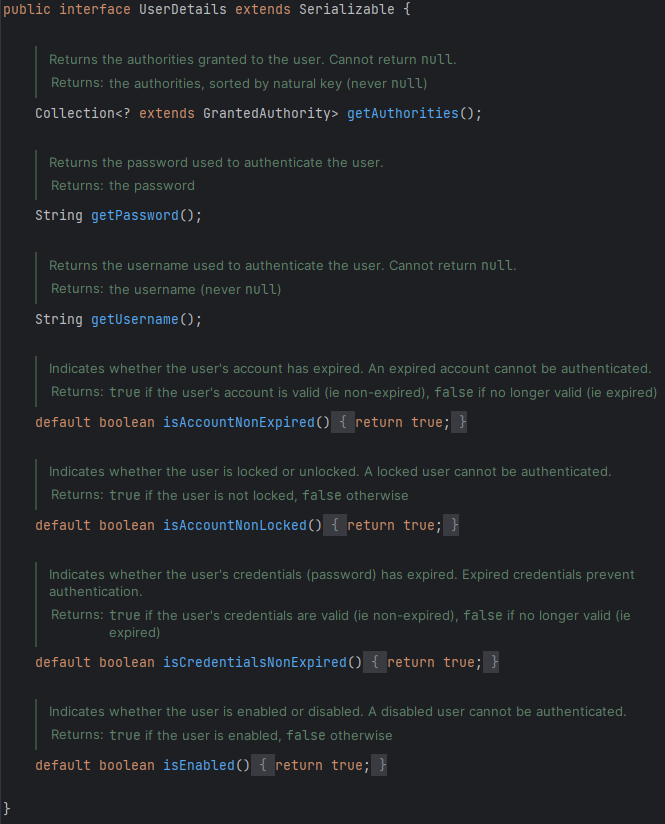 public interface UserDetails extends Serializable {
Returns the authorities granted to the user. Cannot return null.
Returns: the authorities, sorted by natural key (never null)
Collection<? extends GrantedAuthority> getAuthorities();
Returns the password used to authenticate the user.
Returns: the password
String getPassword();
Returns the username used to authenticate the user. Cannot return null.
Returns: the username (never null)
String getUsername();
Indicates whether the user's account has expired. An expired account cannot be authenticated.
Returns: true if the user's account is valid (ie non-expired), false if no longer valid (ie expired)
default boolean isAccountNonExpired() { return true; }
Indicates whether the user is locked or unlocked. A locked user cannot be authenticated.
Returns: true if the user is not locked, false otherwise
default boolean isAccountNonLocked() { return true; }
Indicates whether the user's credentials (password) has expired. Expired credentials prevent
authentication.
Returns: true if the user's credentials are valid (ie non-expired), false if no longer valid (ie
expired)
default boolean isCredentialsNonExpired() { return true; }
Indicates whether the user is enabled or disabled. A disabled user cannot be authenticated.
Returns: true if the user is enabled, false otherwise
default boolean isEnabled() { return true; }
}